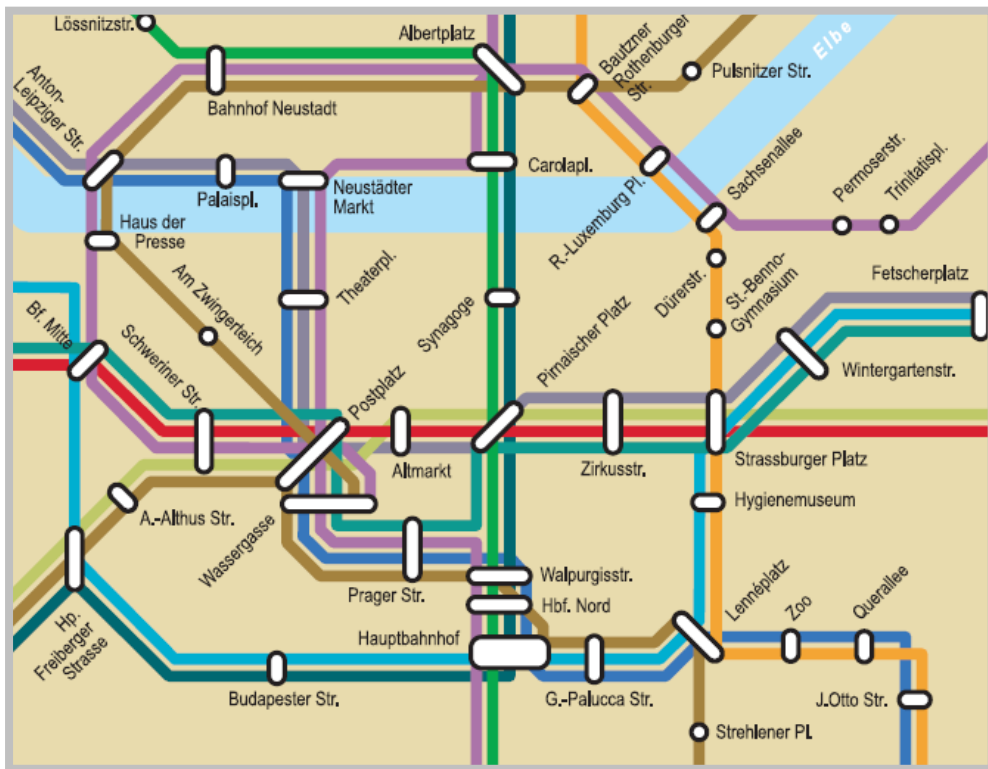 Lössnitzstr.
Albertplatz
Bautzner
Rothenburger
Str.
Elbe
Pulsnitzer Str.
Anton-
Leipziger Str.
Bahnhof Neustadt
Carolapl.
Sachsenallee
Permoserstr.
Trinitatispl.
Palaispl.
Neustädter
Markt
R.-Luxemburg Pl.
Haus der
Presse
Am Zwingerteich
Theaterpl.
Synagoge
Pirnaischer Platz
Dürerstr.
St.-Benno-
Gymnasium
Fetscherplatz
Bf. Mitte
Schweriner Str.
Postplatz
Wintergartenstr.
Altmarkt
Zirkusstr.
Strassburger Platz
A.-Althus Str.
Wassergasse
Hygienemuseum
Prager Str.
Walpurgisstr.
Hbf. Nord
Lennéplatz
Zoo
Querallee
Hp.
Freiberger
Strasse
Hauptbahnhof
Budapester Str.
G.-Palucca Str.
J.Otto Str.
Strehlener Pl.